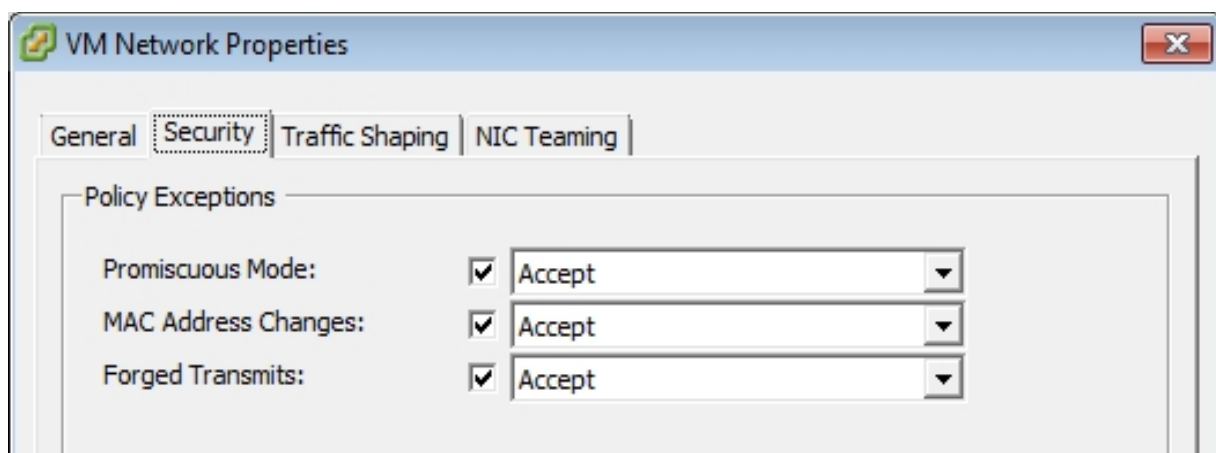 VM Network Properties
General Security Traffic Shaping NIC Teaming
Policy Exceptions
Promiscuous Mode: Accept
MAC Address Changes: Accept
Forged Transmits: Accept